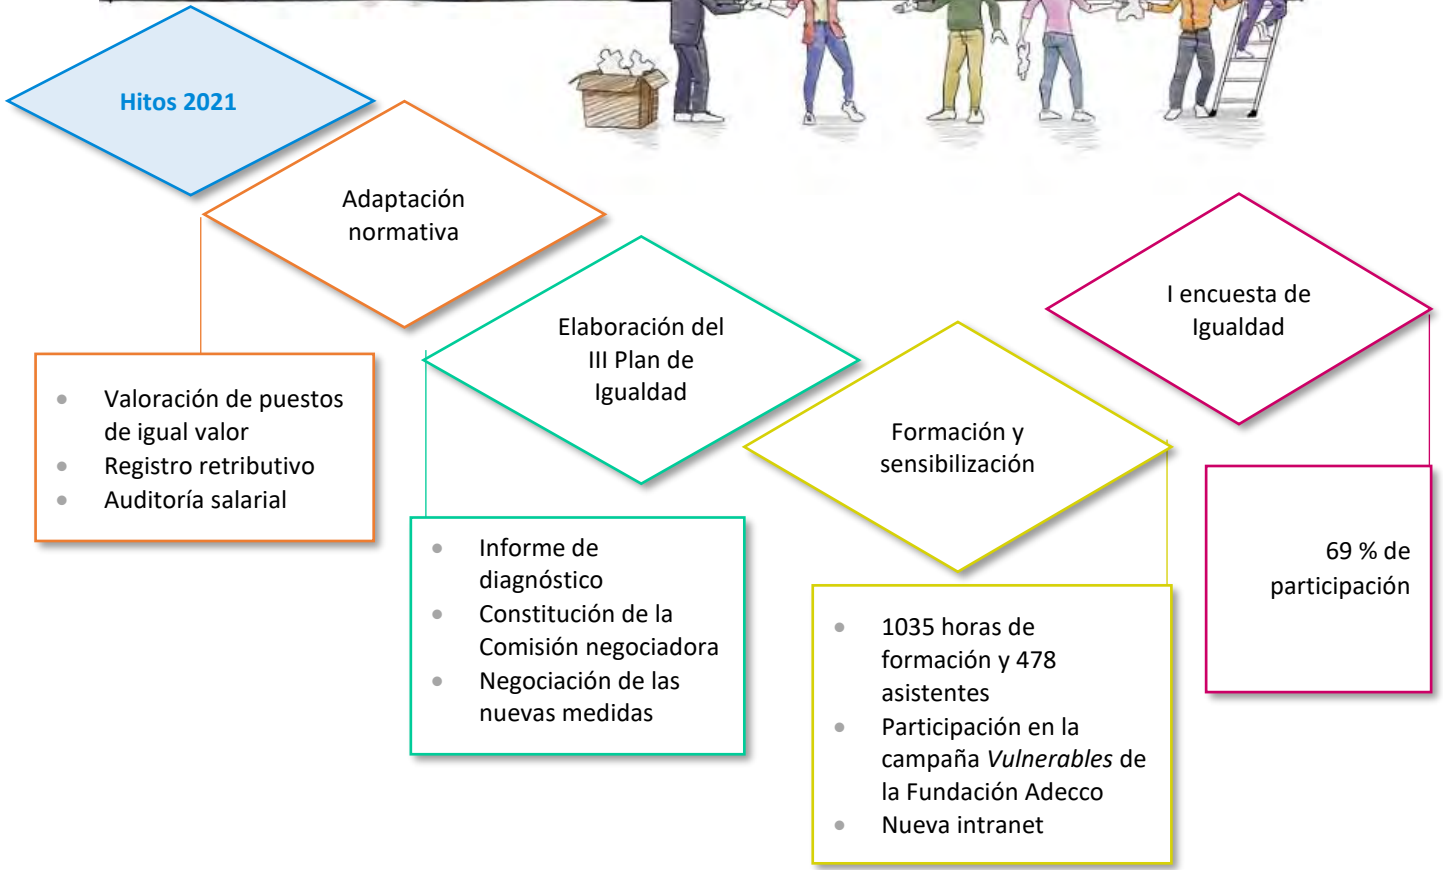 Hitos 2021
Adaptación
normativa
• Valoración de puestos
de igual valor
• Registro retributivo
• Auditoría salarial
Elaboración del
III Plan de
Igualdad
• Informe de
diagnóstico
• Constitución de la
Comisión negociadora
• Negociación de las
nuevas medidas
Formación y
sensibilización
• 1035 horas de
formación y 478
asistentes
• Participación en la
campaña Vulnerables de
la Fundación Adecco
• Nueva intranet
I encuesta de
Igualdad
69 % de
participación